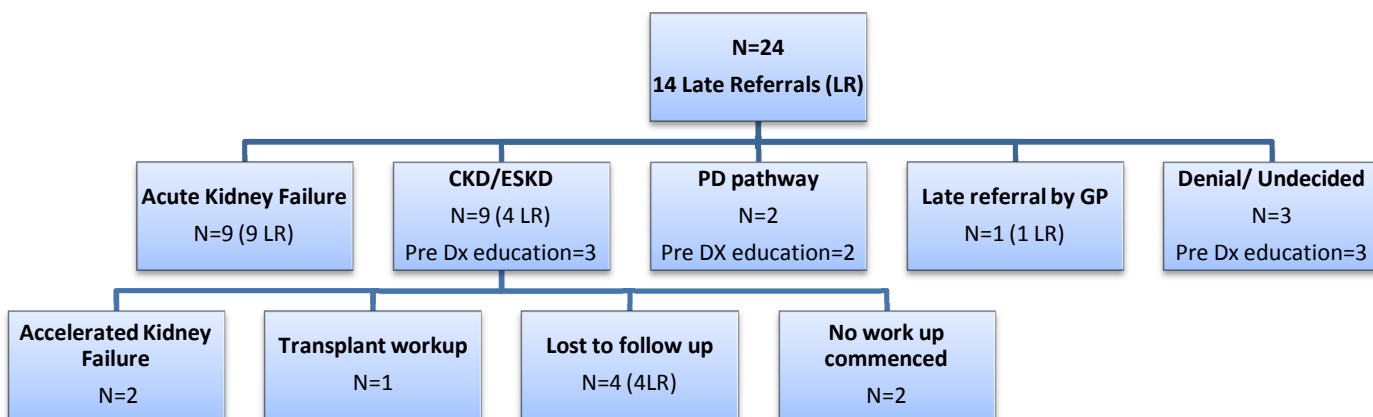 N=24
14 Late Referrals (LR)
Acute Kidney Failure
N=9 (9 LR)
CKD/ESKD
N=9 (4 LR)
Pre Dx education=3
PD pathway
N=2
Pre DX education=2
Late referral by GP
N=1 (1 LR)
Denial/ Undecided
N=3
Pre Dx education=3
Accelerated Kidney
Failure
N=2
Transplant workup
N=1
Lost to follow up
N=4 (4LR)
No work up
commenced
N=2